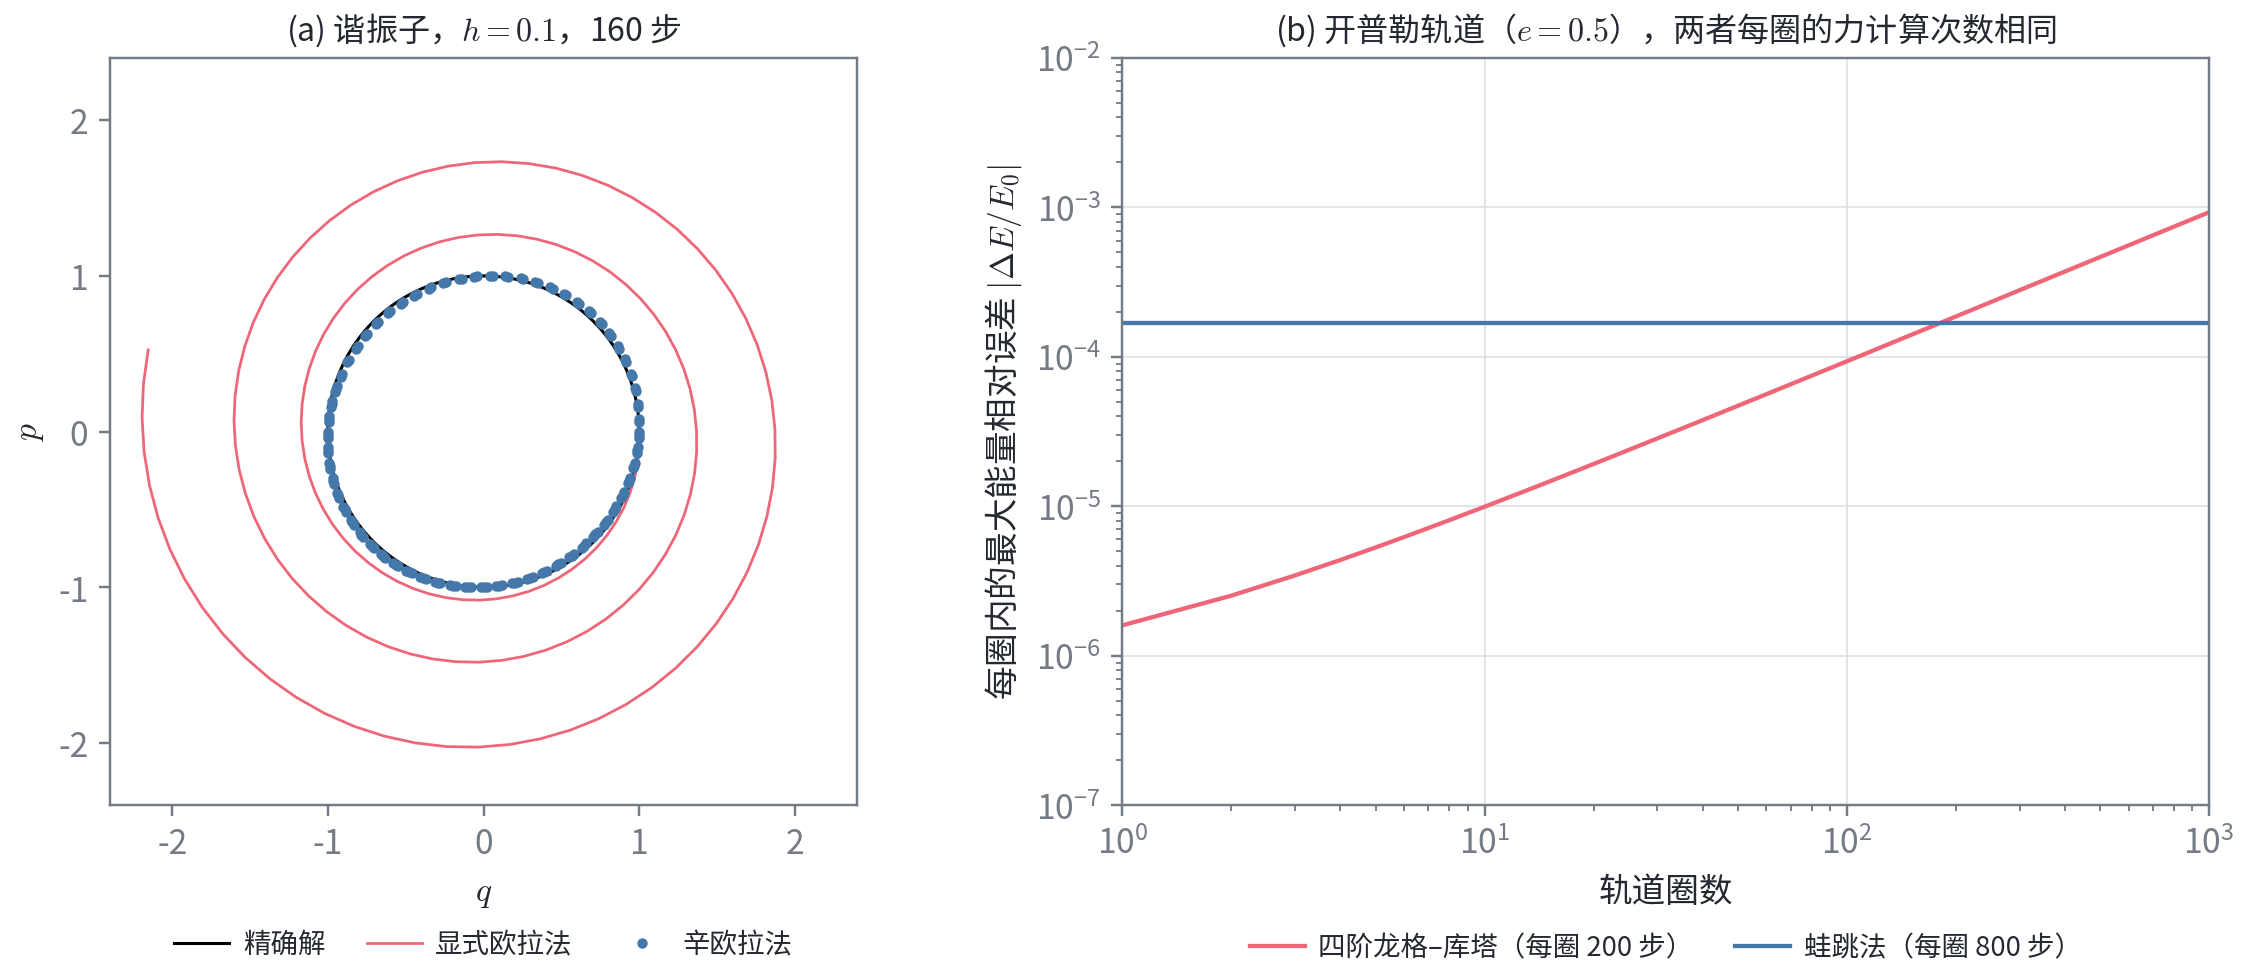 (a) 谐振子，h = 0.1，160 步
2
1
0
-1
-2
p
-2
-1
0
1
2
q
精确解
显式欧拉法
辛欧拉法
(b) 开普勒轨道（e = 0.5），两者每圈的力计算次数相同
10⁻²
10⁻³
10⁻⁴
10⁻⁵
10⁻⁶
10⁻⁷
每圈内的最大能量相对误差 |ΔE/E₀|
10⁰
10¹
10²
10³
轨道圈数
四阶龙格–库塔（每圈 200 步）
蛙跳法（每圈 800 步）